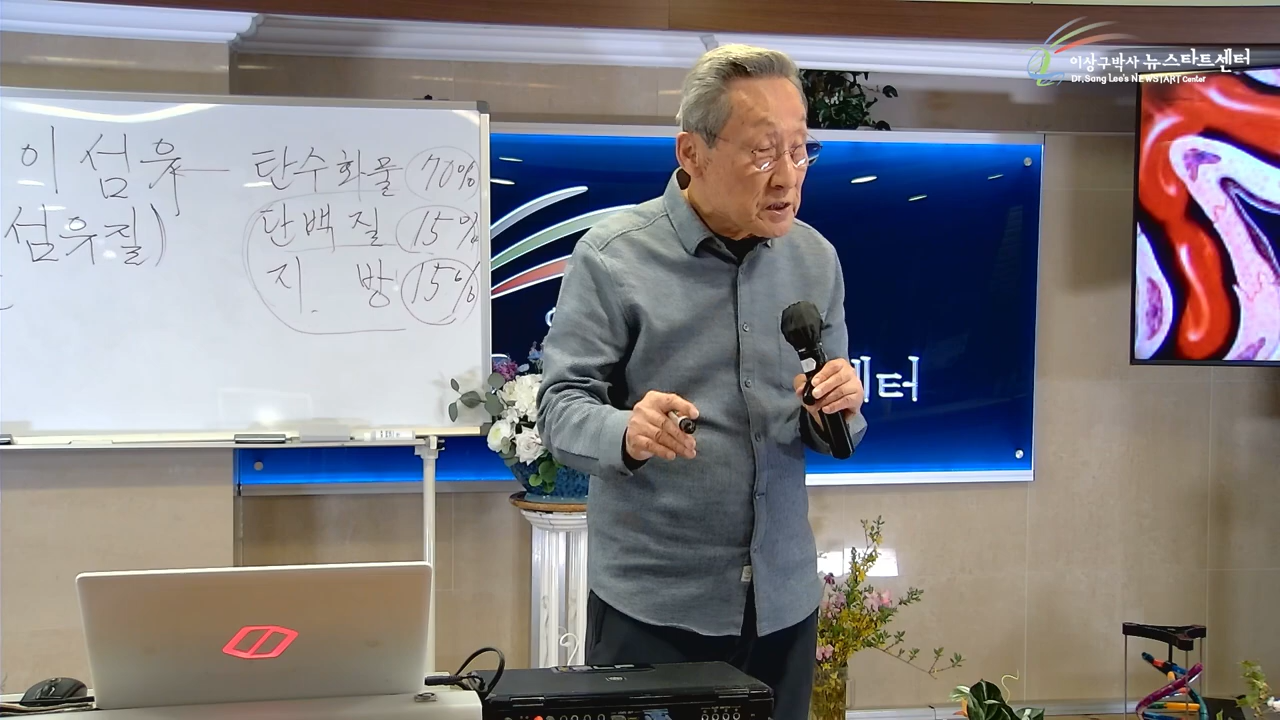 이상구박사 뉴스타트센터
Dr.Sang Lee's NEWSTART Center
이섬유 — 탄수화물 70%
섬유질) 단백질 15%
지. 방 15%
센터